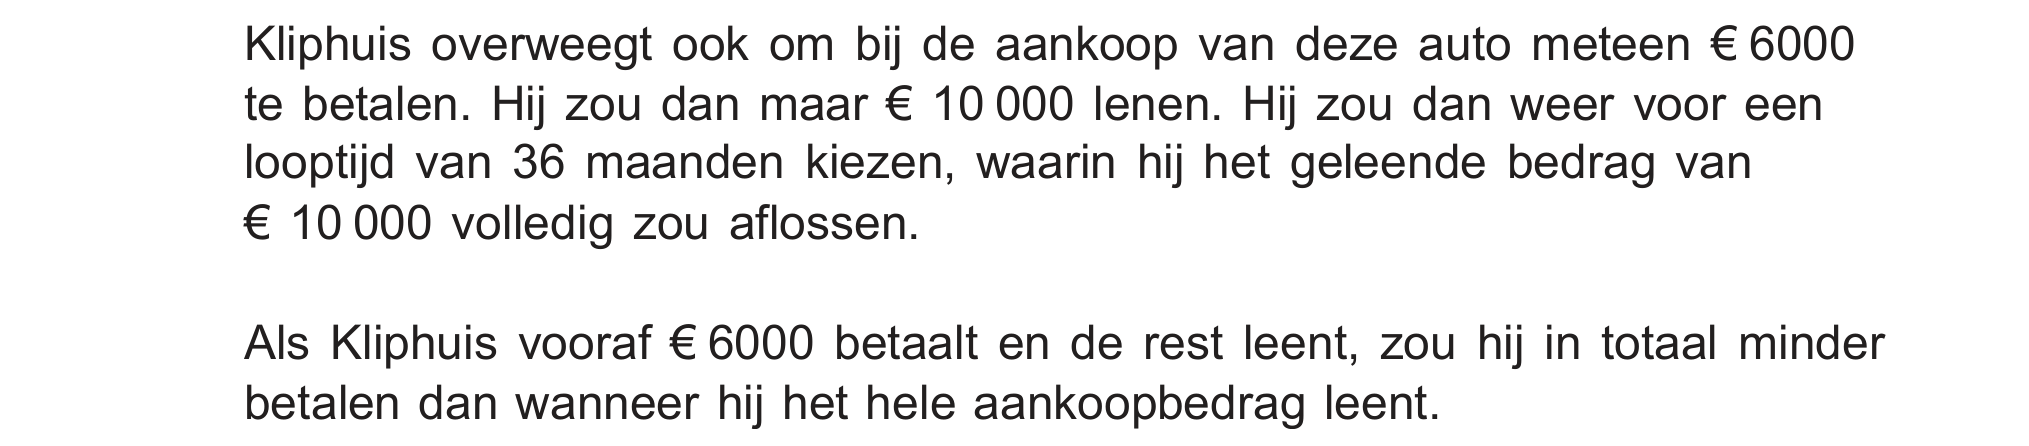 Kliphuis overweegt ook om bij de aankoop van deze auto meteen € 6000
te betalen. Hij zou dan maar € 10 000 lenen. Hij zou dan weer voor een
looptijd van 36 maanden kiezen, waarin hij het geleende bedrag van
€ 10 000 volledig zou aflossen.

Als Kliphuis vooraf € 6000 betaalt en de rest leent, zou hij in totaal minder
betalen dan wanneer hij het hele aankoopbedrag leent.